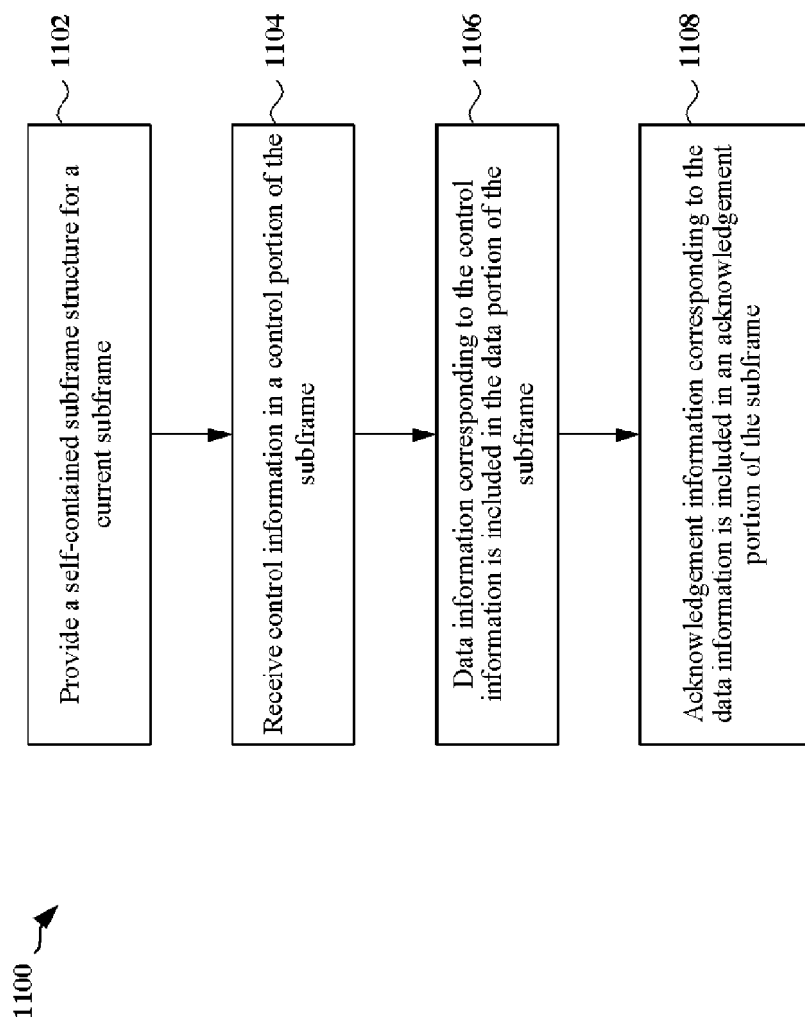 1100
1102
Provide a self-contained subframe structure for a
current subframe
1104
Receive control information in a control portion of the
subframe
1106
Data information corresponding to the control
information is included in the data portion of the
subframe
1108
Acknowledgement information corresponding to the
data information is included in an acknowledgement
portion of the subframe